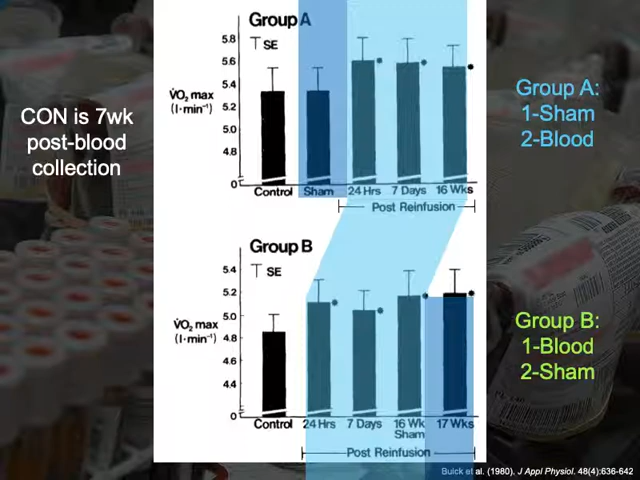 Group A
SE
5.8
5.6
5.4
5.2
5.0
4.8
0
V̇O₂ max
(l·min⁻¹)
Control
Sham
24 Hrs
7 Days
16 Wks
Post Reinfusion
Group B
SE
5.4
5.2
5.0
4.8
4.6
4.4
0
V̇O₂ max
(l·min⁻¹)
Control
24 Hrs
7 Days
16 Wk
Sham
17 Wks
Post Reinfusion
CON is 7wk
post-blood
collection
Group A:
1-Sham
2-Blood
Group B:
1-Blood
2-Sham
Buick et al. (1980). J Appl Physiol. 48(4):636-642